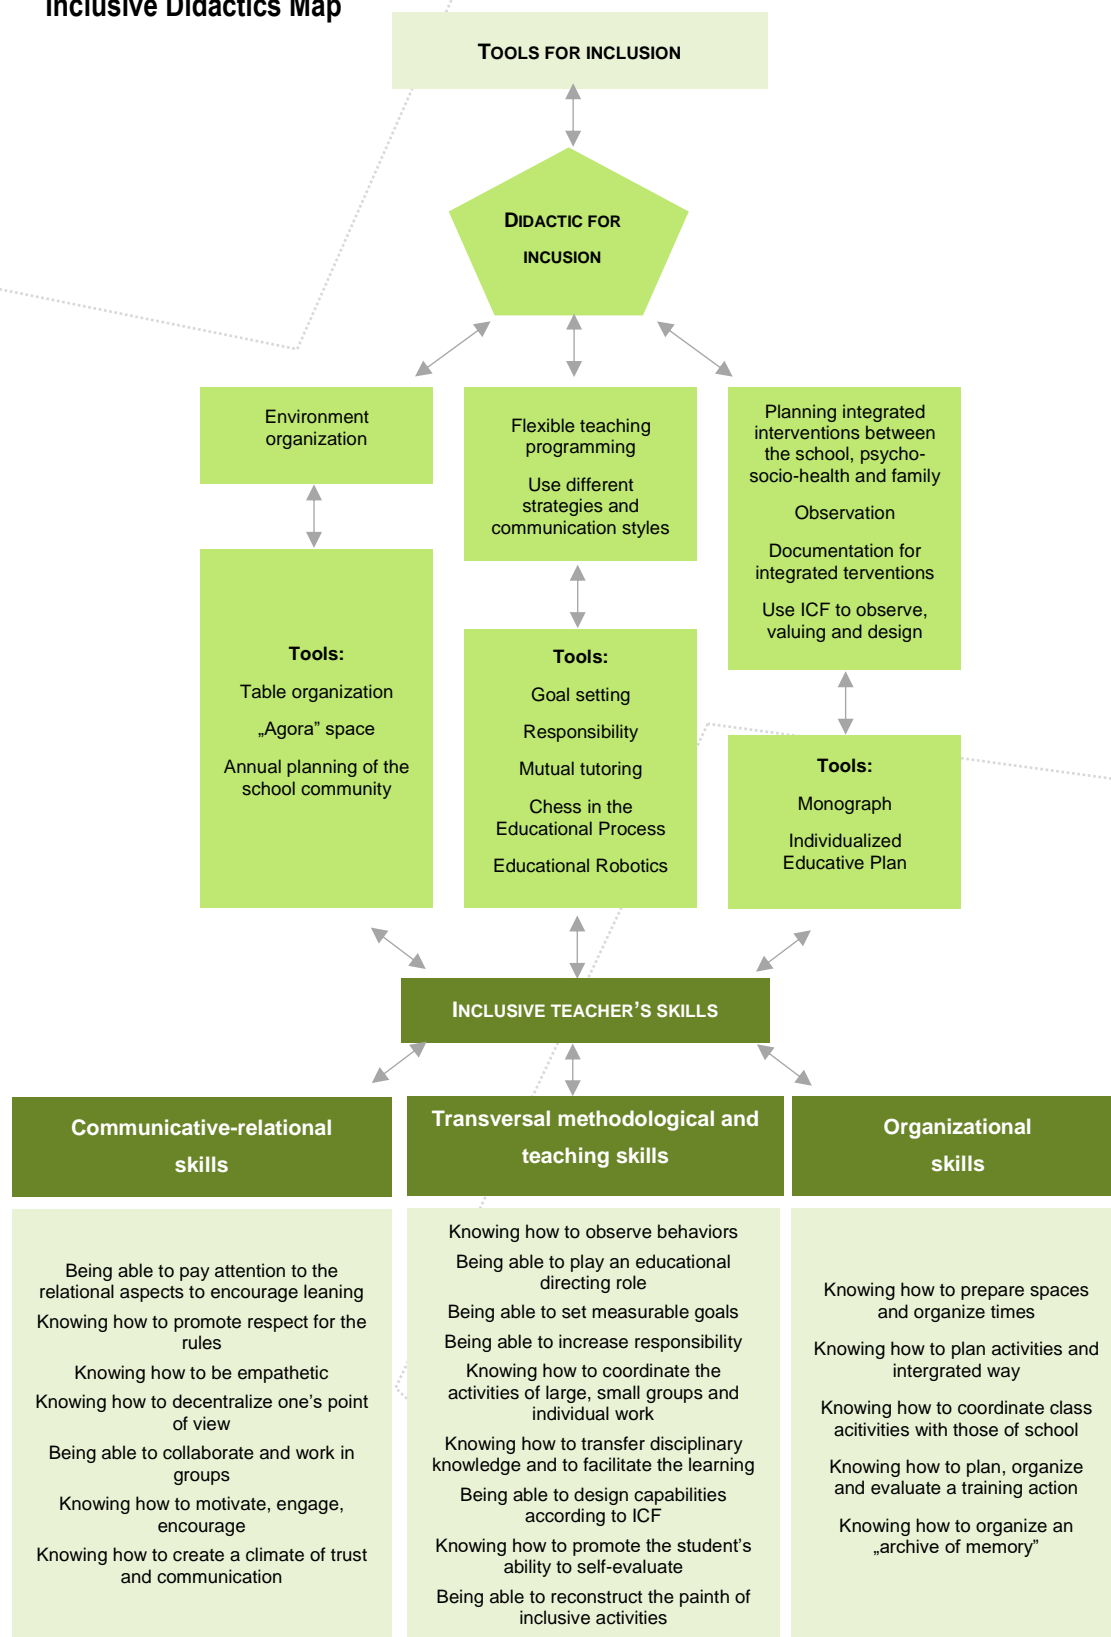 Inclusive Didactics Map
TOOLS FOR INCLUSION
DIDACTIC FOR
INCUSION
Environment
organization
Flexible teaching
programming
Use different
strategies and
communication styles
Planning integrated
interventions between
the school, psycho-
socio-health and family
Observation
Documentation for
integrated terventions
Use ICF to observe,
valuing and design
Tools:
Table organization
„Agora” space
Annual planning of the
school community
Tools:
Goal setting
Responsibility
Mutual tutoring
Chess in the
Educational Process
Educational Robotics
Tools:
Monograph
Individualized
Educative Plan
INCLUSIVE TEACHER’S SKILLS
Communicative-relational
skills
Transversal methodological and
teaching skills
Organizational
skills
Being able to pay attention to the
relational aspects to encourage leaning
Knowing how to promote respect for the
rules
Knowing how to be empathetic
Knowing how to decentralize one’s point
of view
Being able to collaborate and work in
groups
Knowing how to motivate, engage,
encourage
Knowing how to create a climate of trust
and communication
Knowing how to observe behaviors
Being able to play an educational
directing role
Being able to set measurable goals
Being able to increase responsibility
Knowing how to coordinate the
activities of large, small groups and
individual work
Knowing how to transfer disciplinary
knowledge and to facilitate the learning
Being able to design capabilities
according to ICF
Knowing how to promote the student’s
ability to self-evaluate
Being able to reconstruct the painth of
inclusive activities
Knowing how to prepare spaces
and organize times
Knowing how to plan activities and
intergrated way
Knowing how to coordinate class
acitivities with those of school
Knowing how to plan, organize
and evaluate a training action
Knowing how to organize an
„archive of memory”